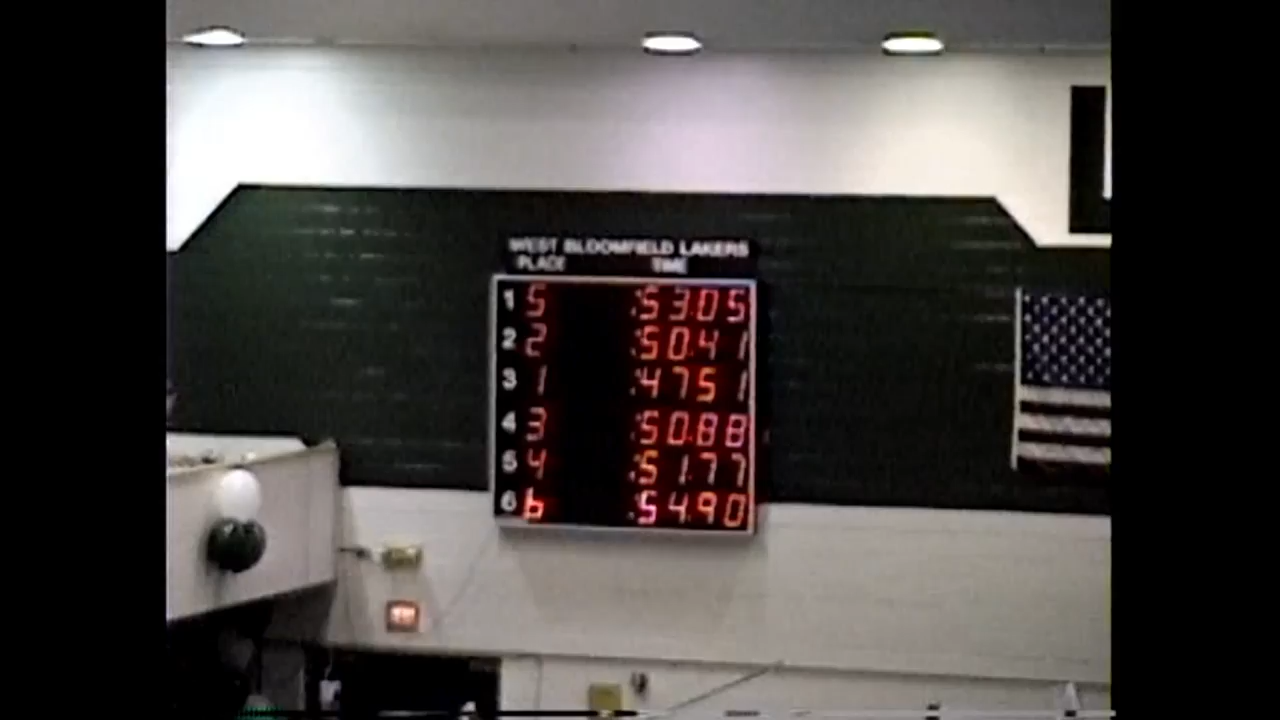 WEST BLOOMFIELD LAKERS
PLACE TIME
1 5 :53.05
2 2 :50.41
3 1 :47.51
4 3 :50.88
5 4 :51.77
6 6 :54.90